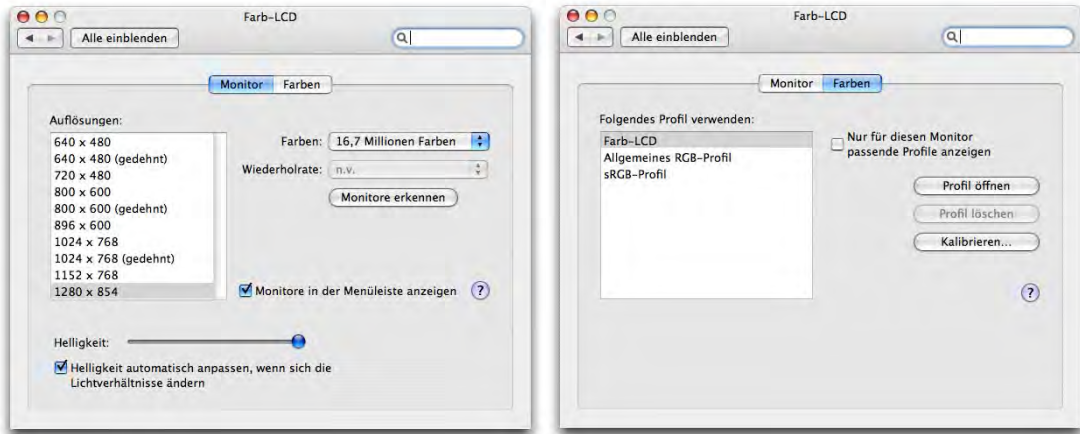 Farb-LCD
Alle einblenden
Monitor Farben
Auflösungen:
640 x 480
640 x 480 (gedehnt)
720 x 480
800 x 600
800 x 600 (gedehnt)
896 x 600
1024 x 768
1024 x 768 (gedehnt)
1152 x 768
1280 x 854
Farben: 16,7 Millionen Farben
Wiederholrate: n.v.
Monitore erkennen
Monitore in der Menüleiste anzeigen ?
Helligkeit:
Helligkeit automatisch anpassen, wenn sich die
Lichtverhältnisse ändern
Farb-LCD
Alle einblenden
Monitor Farben
Folgendes Profil verwenden:
Farb-LCD
Allgemeines RGB-Profil
sRGB-Profil
Nur für diesen Monitor
passende Profile anzeigen
Profil öffnen
Profil löschen
Kalibrieren...
?